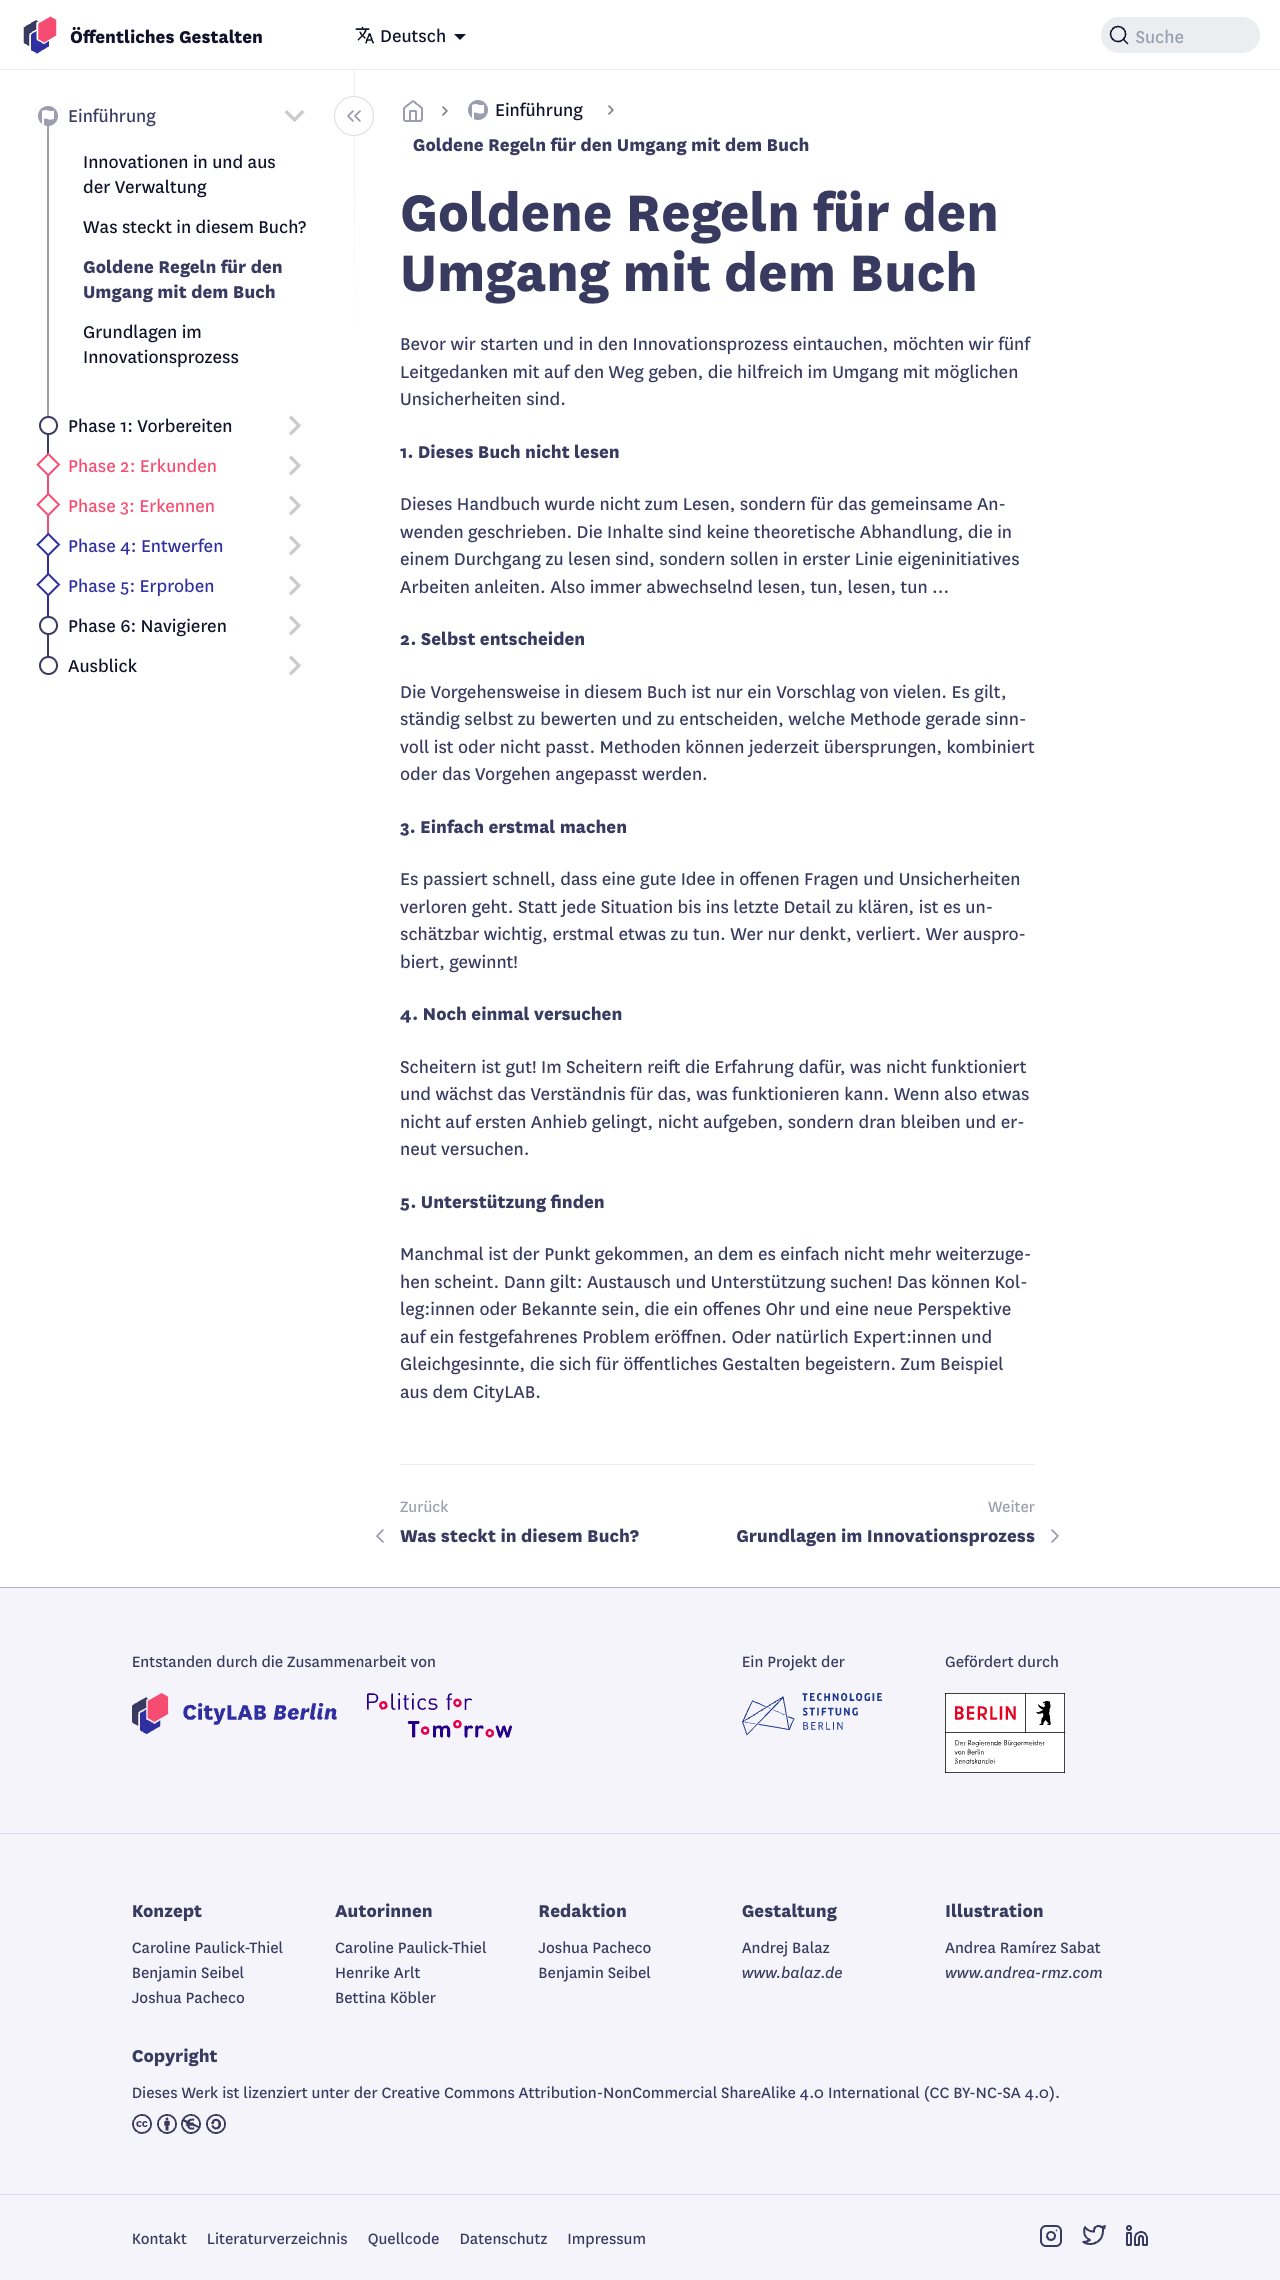 Öffentliches Gestalten
Deutsch
Suche
Einführung
Innovationen in und aus
der Verwaltung
Was steckt in diesem Buch?
Goldene Regeln für den
Umgang mit dem Buch
Grundlagen im
Innovationsprozess
Phase 1: Vorbereiten
Phase 2: Erkunden
Phase 3: Erkennen
Phase 4: Entwerfen
Phase 5: Erproben
Phase 6: Navigieren
Ausblick
Einführung
Goldene Regeln für den Umgang mit dem Buch
Goldene Regeln für den
Umgang mit dem Buch
Bevor wir starten und in den Innovationsprozess eintauchen, möchten wir fünf
Leitgedanken mit auf den Weg geben, die hilfreich im Umgang mit möglichen
Unsicherheiten sind.
1. Dieses Buch nicht lesen
Dieses Handbuch wurde nicht zum Lesen, sondern für das gemeinsame An-
wenden geschrieben. Die Inhalte sind keine theoretische Abhandlung, die in
einem Durchgang zu lesen sind, sondern sollen in erster Linie eigeninitiatives
Arbeiten anleiten. Also immer abwechselnd lesen, tun, lesen, tun …
2. Selbst entscheiden
Die Vorgehensweise in diesem Buch ist nur ein Vorschlag von vielen. Es gilt,
ständig selbst zu bewerten und zu entscheiden, welche Methode gerade sinn-
voll ist oder nicht passt. Methoden können jederzeit übersprungen, kombiniert
oder das Vorgehen angepasst werden.
3. Einfach erstmal machen
Es passiert schnell, dass eine gute Idee in offenen Fragen und Unsicherheiten
verloren geht. Statt jede Situation bis ins letzte Detail zu klären, ist es un-
schätzbar wichtig, erstmal etwas zu tun. Wer nur denkt, verliert. Wer auspro-
biert, gewinnt!
4. Noch einmal versuchen
Scheitern ist gut! Im Scheitern reift die Erfahrung dafür, was nicht funktioniert
und wächst das Verständnis für das, was funktionieren kann. Wenn also etwas
nicht auf ersten Anhieb gelingt, nicht aufgeben, sondern dran bleiben und er-
neut versuchen.
5. Unterstützung finden
Manchmal ist der Punkt gekommen, an dem es einfach nicht mehr weiterzuge-
hen scheint. Dann gilt: Austausch und Unterstützung suchen! Das können Kol-
leg:innen oder Bekannte sein, die ein offenes Ohr und eine neue Perspektive
auf ein festgefahrenes Problem eröffnen. Oder natürlich Expert:innen und
Gleichgesinnte, die sich für öffentliches Gestalten begeistern. Zum Beispiel
aus dem CityLAB.
Zurück
Was steckt in diesem Buch?
Weiter
Grundlagen im Innovationsprozess
Entstanden durch die Zusammenarbeit von
CityLAB Berlin
Politics for
Tomorrow
Ein Projekt der
TECHNOLOGIE
STIFTUNG
BERLIN
Gefördert durch
BERLIN
Der Regierende Bürgermeister
von Berlin
Senatskanzlei
Konzept
Caroline Paulick-Thiel
Benjamin Seibel
Joshua Pacheco
Autorinnen
Caroline Paulick-Thiel
Henrike Arlt
Bettina Köbler
Redaktion
Joshua Pacheco
Benjamin Seibel
Gestaltung
Andrej Balaz
www.balaz.de
Illustration
Andrea Ramírez Sabat
www.andrea-rmz.com
Copyright
Dieses Werk ist lizenziert unter der Creative Commons Attribution-NonCommercial ShareAlike 4.0 International (CC BY-NC-SA 4.0).
Kontakt Literaturverzeichnis Quellcode Datenschutz Impressum